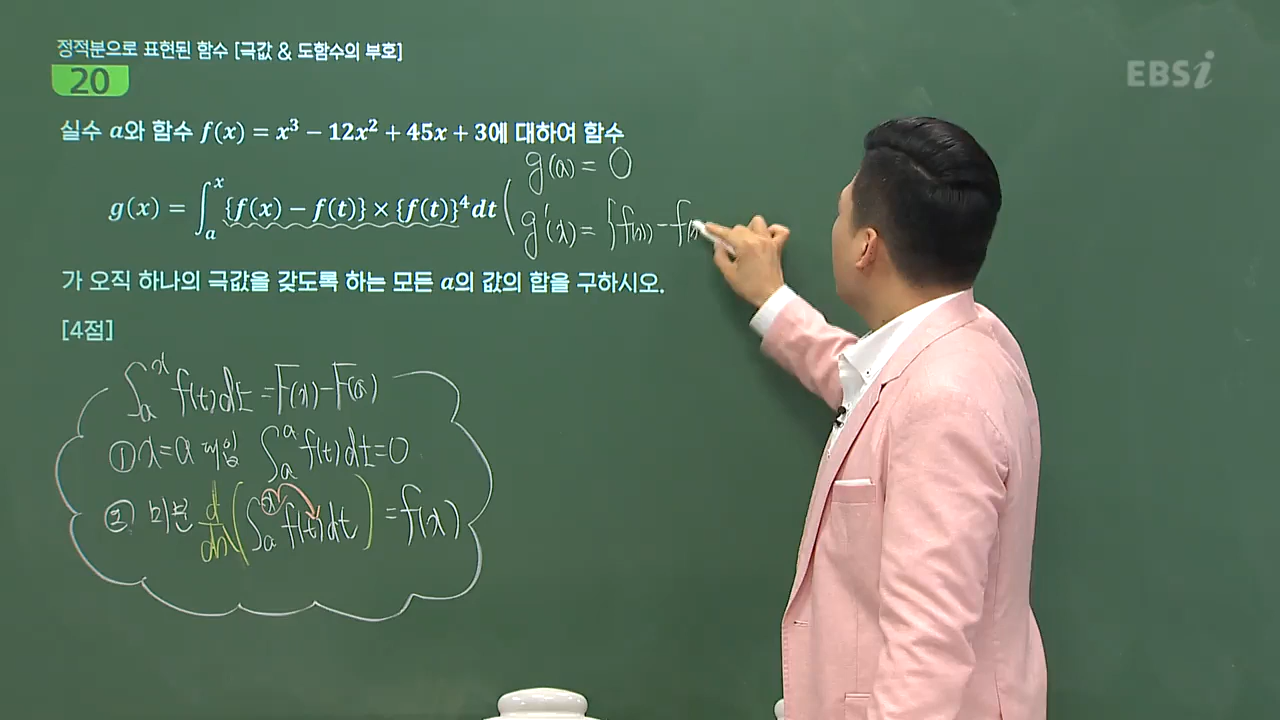 정적분으로 표현된 함수 [극값 & 도함수의 부호]
EBSi
20
실수 a와 함수 f(x) = x³ − 12x² + 45x + 3에 대하여 함수
g(a) = 0
g(x) = ∫ₐˣ {f(x) − f(t)} × {f(t)}⁴ dt
g'(x) = {f(x) − f(x
가 오직 하나의 극값을 갖도록 하는 모든 a의 값의 합을 구하시오.
[4점]
∫ₐˣ f(t)dt = F(x) − F(a)
① x = a 대입 ∫ₐᵃ f(t)dt = 0
② 미분 d/dx (∫ₐˣ f(t)dt) = f(x)